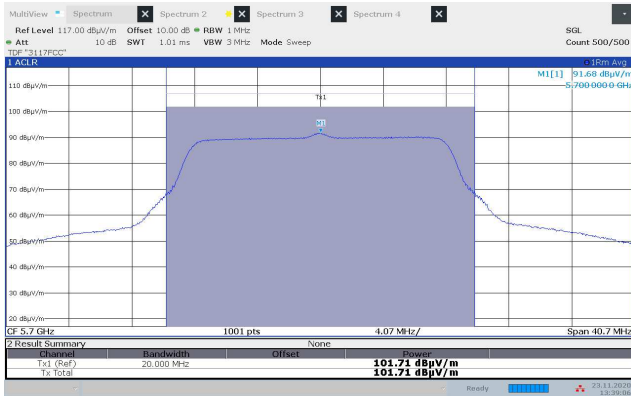 MultiView Spectrum X Spectrum 2 X Spectrum 3 X Spectrum 4 X
Ref Level 117.00 dBµV/m Offset 10.00 dB RBW 1 MHz SGL
Att 10 dB SWT 1.01 ms VBW 3 MHz Mode Sweep Count 500/500
TDF "3117FCC"
1 ACLR 1Rm Avg
M1[1] 91.68 dBµV/m
5.700 000 0 GHz
110 dBµV/m
Tx1
100 dBµV/m
M1
90 dBµV/m
80 dBµV/m
70 dBµV/m
60 dBµV/m
50 dBµV/m
40 dBµV/m
30 dBµV/m
20 dBµV/m
CF 5.7 GHz 1001 pts 4.07 MHz/ Span 40.7 MHz
2 Result Summary None
Channel Bandwidth Offset Power
Tx1 (Ref) 20.000 MHz 101.71 dBµV/m
Tx Total 101.71 dBµV/m
Ready 23.11.2020
13:39:06